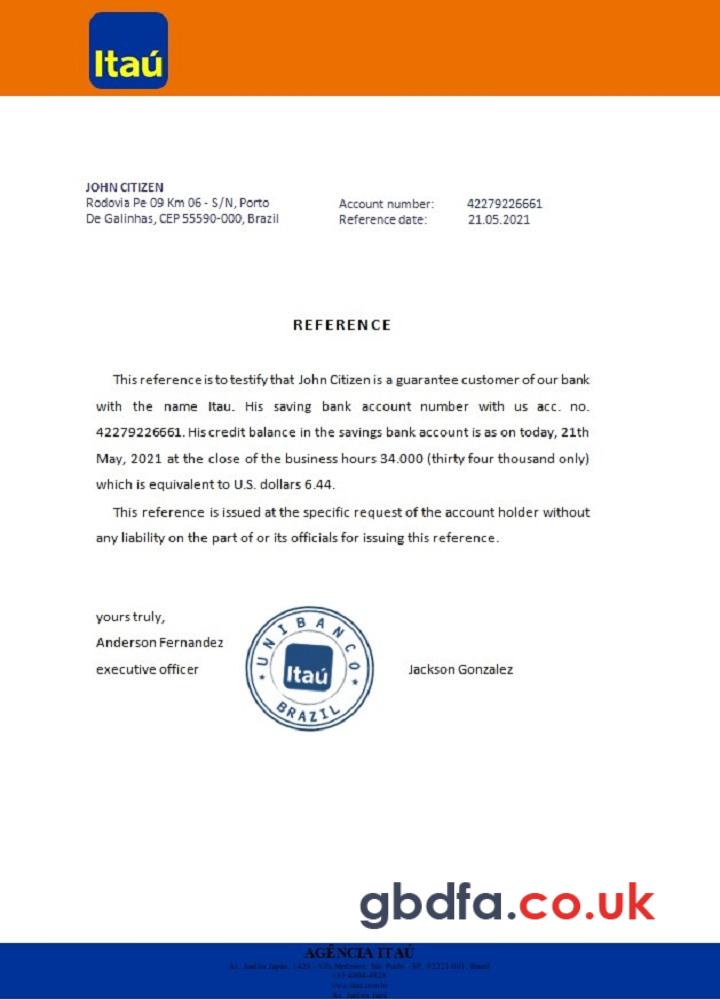 Itaú
JOHN CITIZEN
Rodovia Pe 09 Km 06 - S/N, Porto
De Galinhas, CEP 55590-000, Brazil
Account number: 42279226661
Reference date: 21.05.2021
REFERENCE
This reference is to testify that John Citizen is a guarantee customer of our bank
with the name Itau. His saving bank account number with us acc. no.
42279226661. His credit balance in the savings bank account is as on today, 21th
May, 2021 at the close of the business hours 34.000 (thirty four thousand only)
which is equivalent to U.S. dollars 6.44.
This reference is issued at the specific request of the account holder without
any liability on the part of or its officials for issuing this reference.
yours truly,
Anderson Fernandez
executive officer
UNIBANCO
Itaú
BRAZIL
Jackson Gonzalez
gbdfa.co.uk
AGÊNCIA ITAÚ
www.itau.com.br